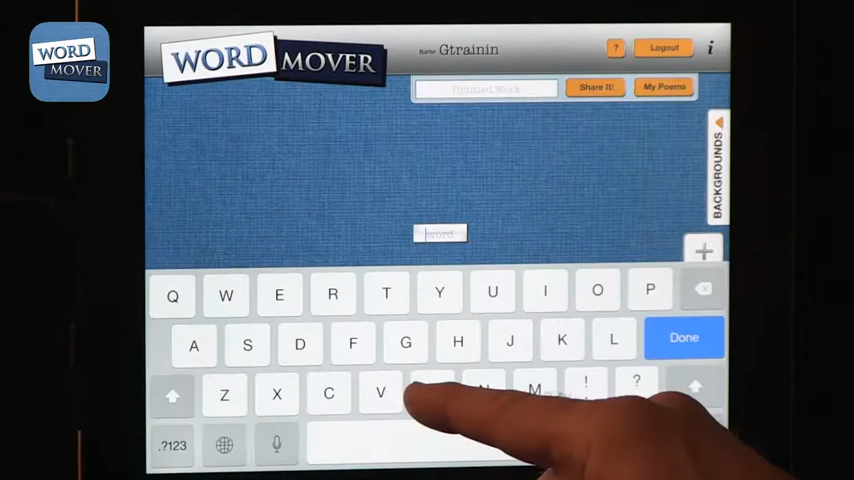 WORD
MOVER
WORD MOVER
Name Gtrainin
?
Logout
i
Untitled Work
Share It!
My Poems
BACKGROUNDS
word
+
Q W E R T Y U I O P
A S D F G H J K L Done
Z X C V N M ! ?
.?123